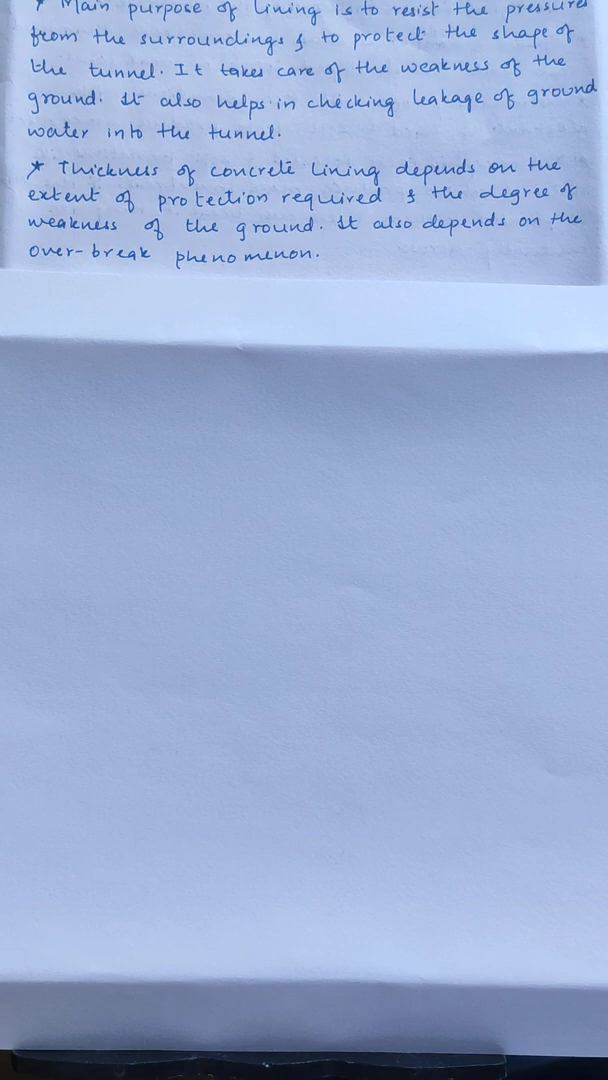 * Main purpose of lining is to resist the pressures
from the surroundings & to protect the shape of
the tunnel. It takes care of the weakness of the
ground. It also helps in checking leakage of ground
water into the tunnel.
* Thickness of concrete lining depends on the
extent of protection required & the degree of
weakness of the ground. It also depends on the
over-break phenomenon.